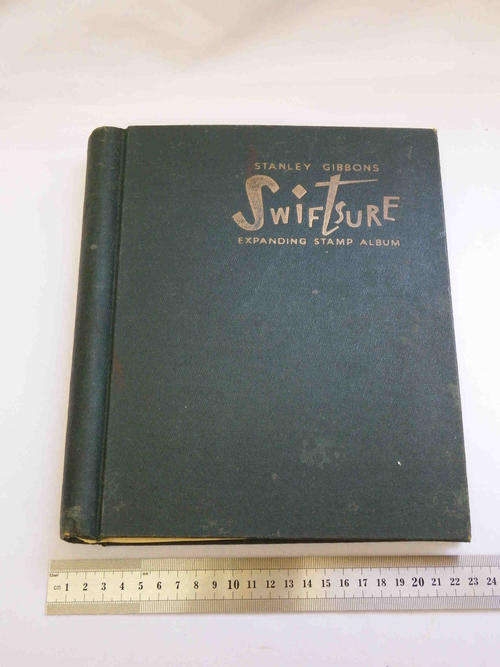 STANLEY GIBBONS
SWIFTSURE
EXPANDING STAMP ALBUM
cm 1 2 3 4 5 6 7 8 9 10 11 12 13 14 15 16 17 18 19 20 21 22 23 24